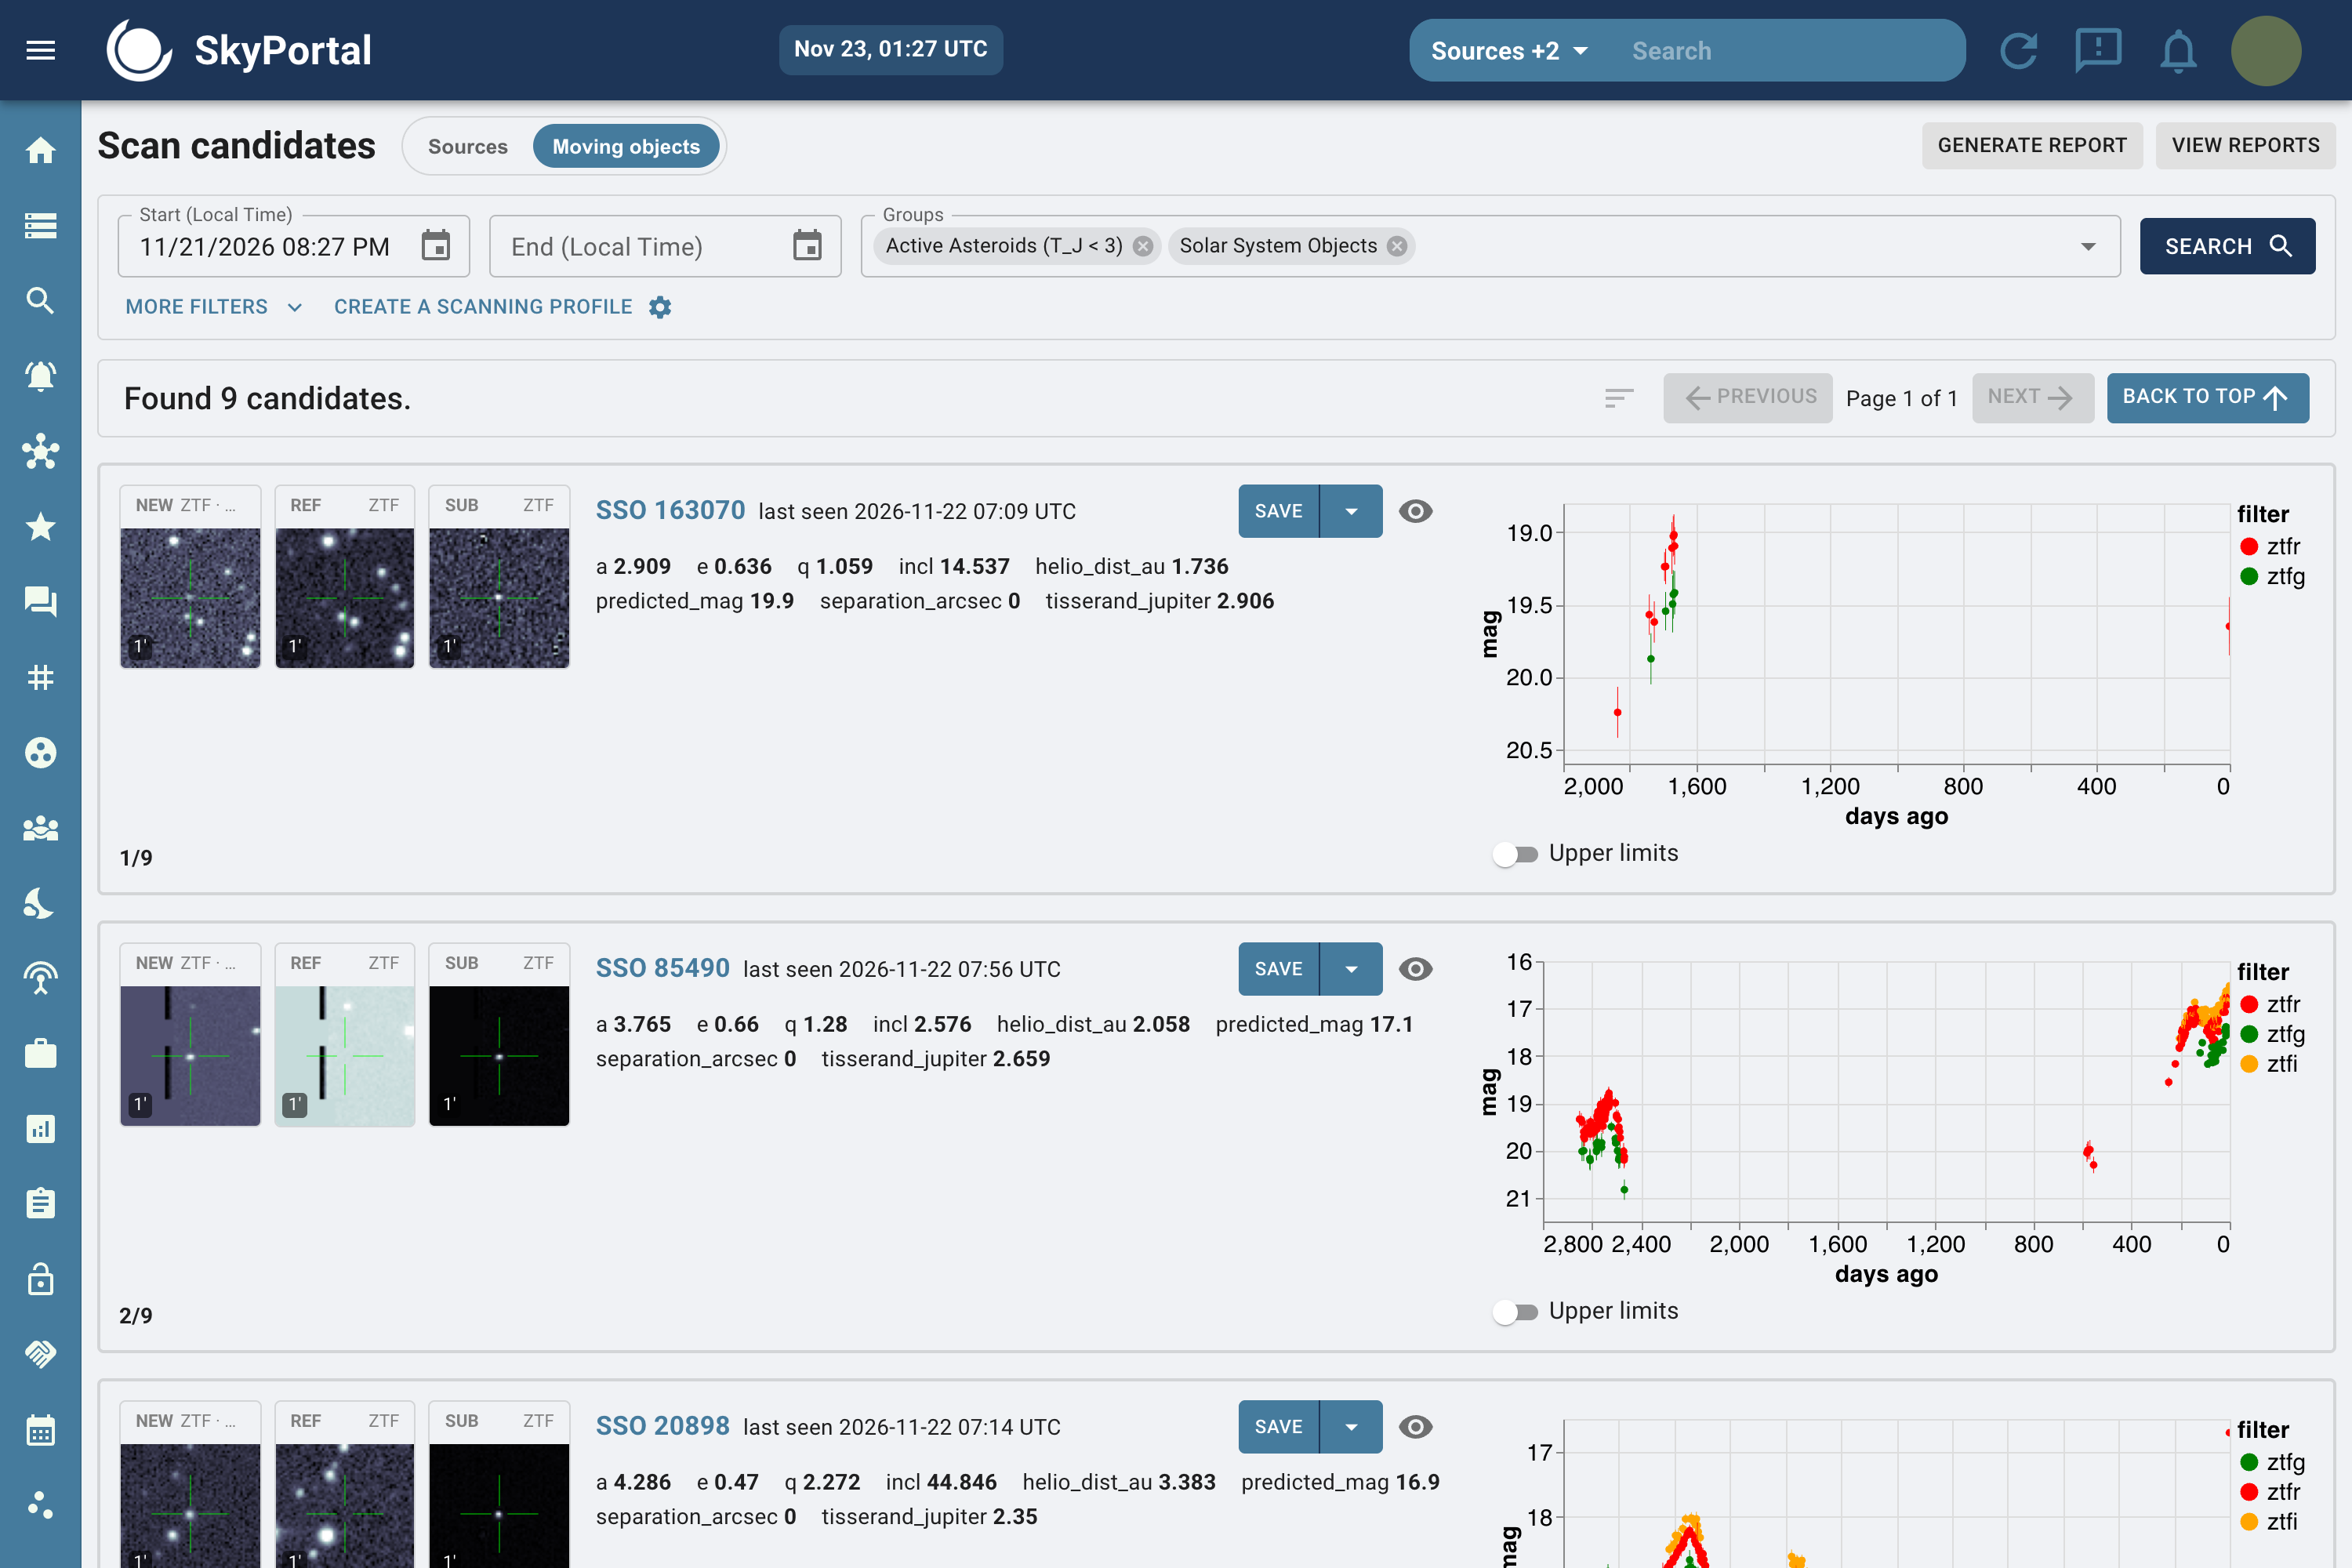 SkyPortal
Nov 23, 01:27 UTC
Sources +2
Search
Scan candidates
Sources
Moving objects
GENERATE REPORT
VIEW REPORTS
Start (Local Time)
11/21/2026 08:27 PM
End (Local Time)
Groups
Active Asteroids (T_J < 3)
Solar System Objects
SEARCH
MORE FILTERS
CREATE A SCANNING PROFILE
Found 9 candidates.
PREVIOUS
Page 1 of 1
NEXT
BACK TO TOP
NEW ZTF · ...
REF ZTF
SUB ZTF
1'
1'
1'
SSO 163070 last seen 2026-11-22 07:09 UTC
SAVE
a 2.909 e 0.636 q 1.059 incl 14.537 helio_dist_au 1.736
predicted_mag 19.9 separation_arcsec 0 tisserand_jupiter 2.906
1/9
mag
19.0
19.5
20.0
20.5
2,000 1,600 1,200 800 400 0
days ago
filter
ztfr
ztfg
Upper limits
NEW ZTF · ...
REF ZTF
SUB ZTF
1'
1'
1'
SSO 85490 last seen 2026-11-22 07:56 UTC
SAVE
a 3.765 e 0.66 q 1.28 incl 2.576 helio_dist_au 2.058 predicted_mag 17.1
separation_arcsec 0 tisserand_jupiter 2.659
2/9
mag
16
17
18
19
20
21
2,800 2,400 2,000 1,600 1,200 800 400 0
days ago
filter
ztfr
ztfg
ztfi
Upper limits
NEW ZTF · ...
REF ZTF
SUB ZTF
1'
1'
1'
SSO 20898 last seen 2026-11-22 07:14 UTC
SAVE
a 4.286 e 0.47 q 2.272 incl 44.846 helio_dist_au 3.383 predicted_mag 16.9
separation_arcsec 0 tisserand_jupiter 2.35
mag
17
18
filter
ztfg
ztfr
ztfi